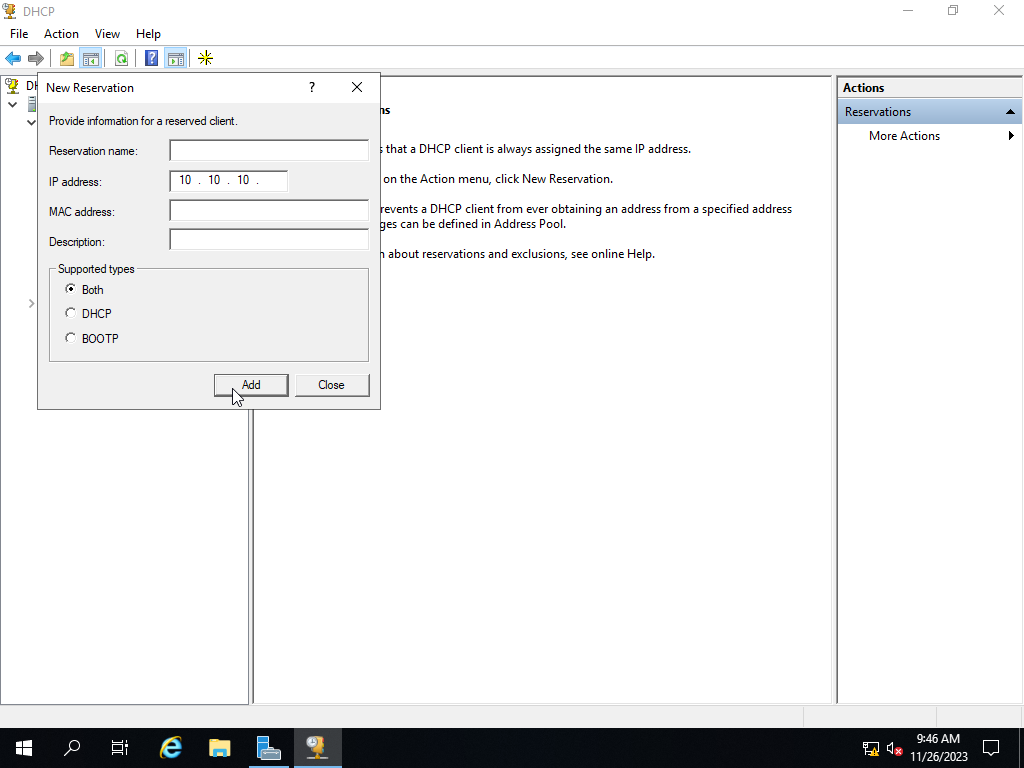 DHCP
File Action View Help
DH
New Reservation
?
Provide information for a reserved client.
Reservation name:
IP address: 10 . 10 . 10 .
MAC address:
Description:
Supported types
Both
DHCP
BOOTP
Add Close
ns
s that a DHCP client is always assigned the same IP address.
on the Action menu, click New Reservation.
revents a DHCP client from ever obtaining an address from a specified address
ges can be defined in Address Pool.
n about reservations and exclusions, see online Help.
Actions
Reservations
More Actions
9:46 AM
11/26/2023